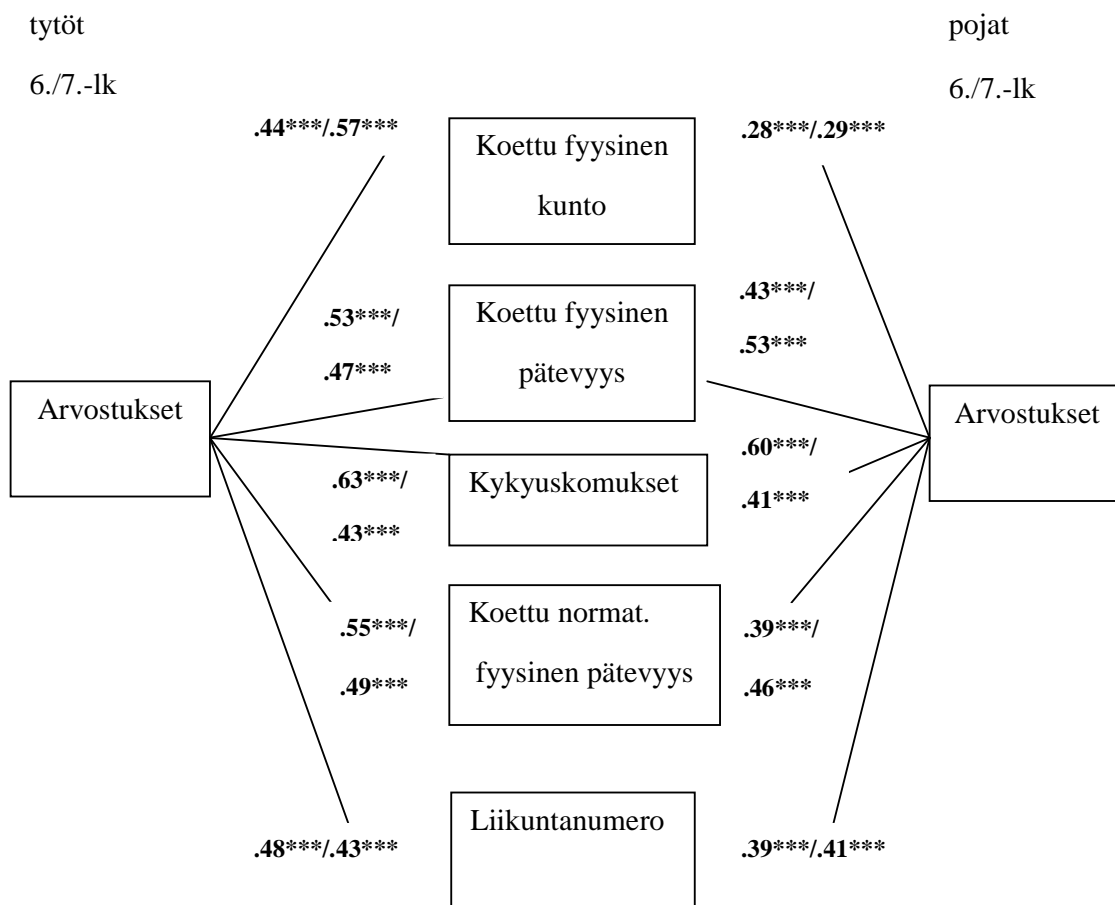 tytöt
pojat
6./7.-lk
6./7.-lk
.44***/.57***
Koettu fyysinen
kunto
.28***/.29***
.53***/
.47***
Koettu fyysinen
pätevyys
.43***/
.53***
Arvostukset
Arvostukset
.63***/
.43***
Kykyuskomukset
.60***/
.41***
.55***/
.49***
Koettu normat.
fyysinen pätevyys
.39***/
.46***
.48***/.43***
Liikuntanumero
.39***/.41***